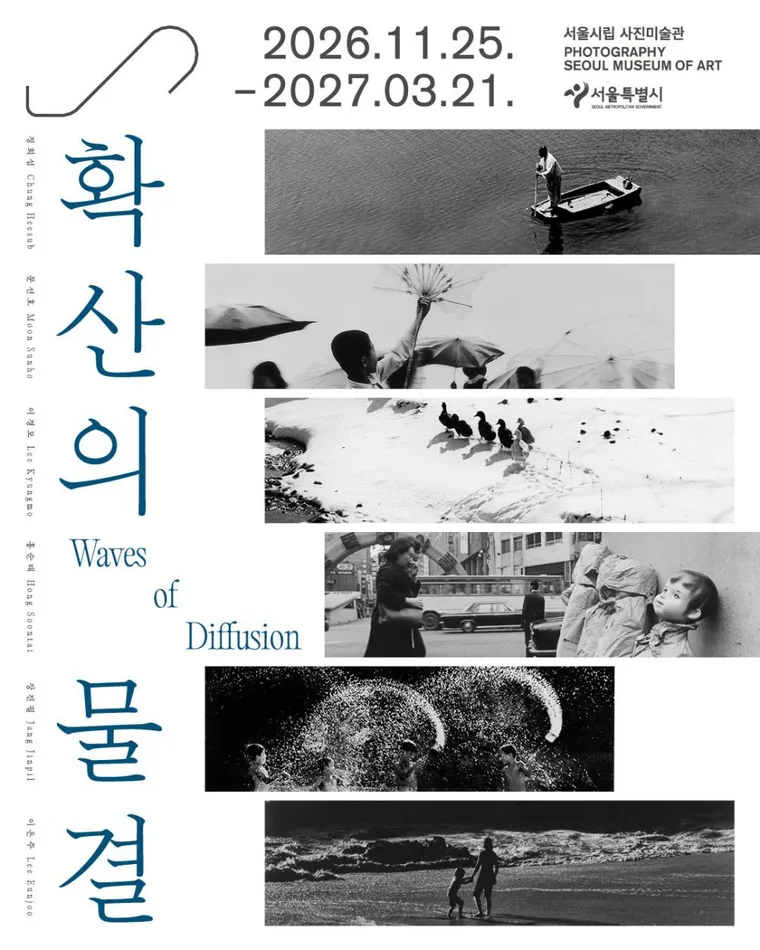 2026.11.25.
–2027.03.21.
서울시립 사진미술관
PHOTOGRAPHY
SEOUL MUSEUM OF ART
서울특별시
SEOUL METROPOLITAN GOVERNMENT
확산의
Waves
of
Diffusion
물결
정희섭 Chung Heesub
문선호 Moon Sunho
이경모 Lee Kyungmo
홍순태 Hong Soontai
장진필 Jang Jinpil
이은주 Lee Eunjoo